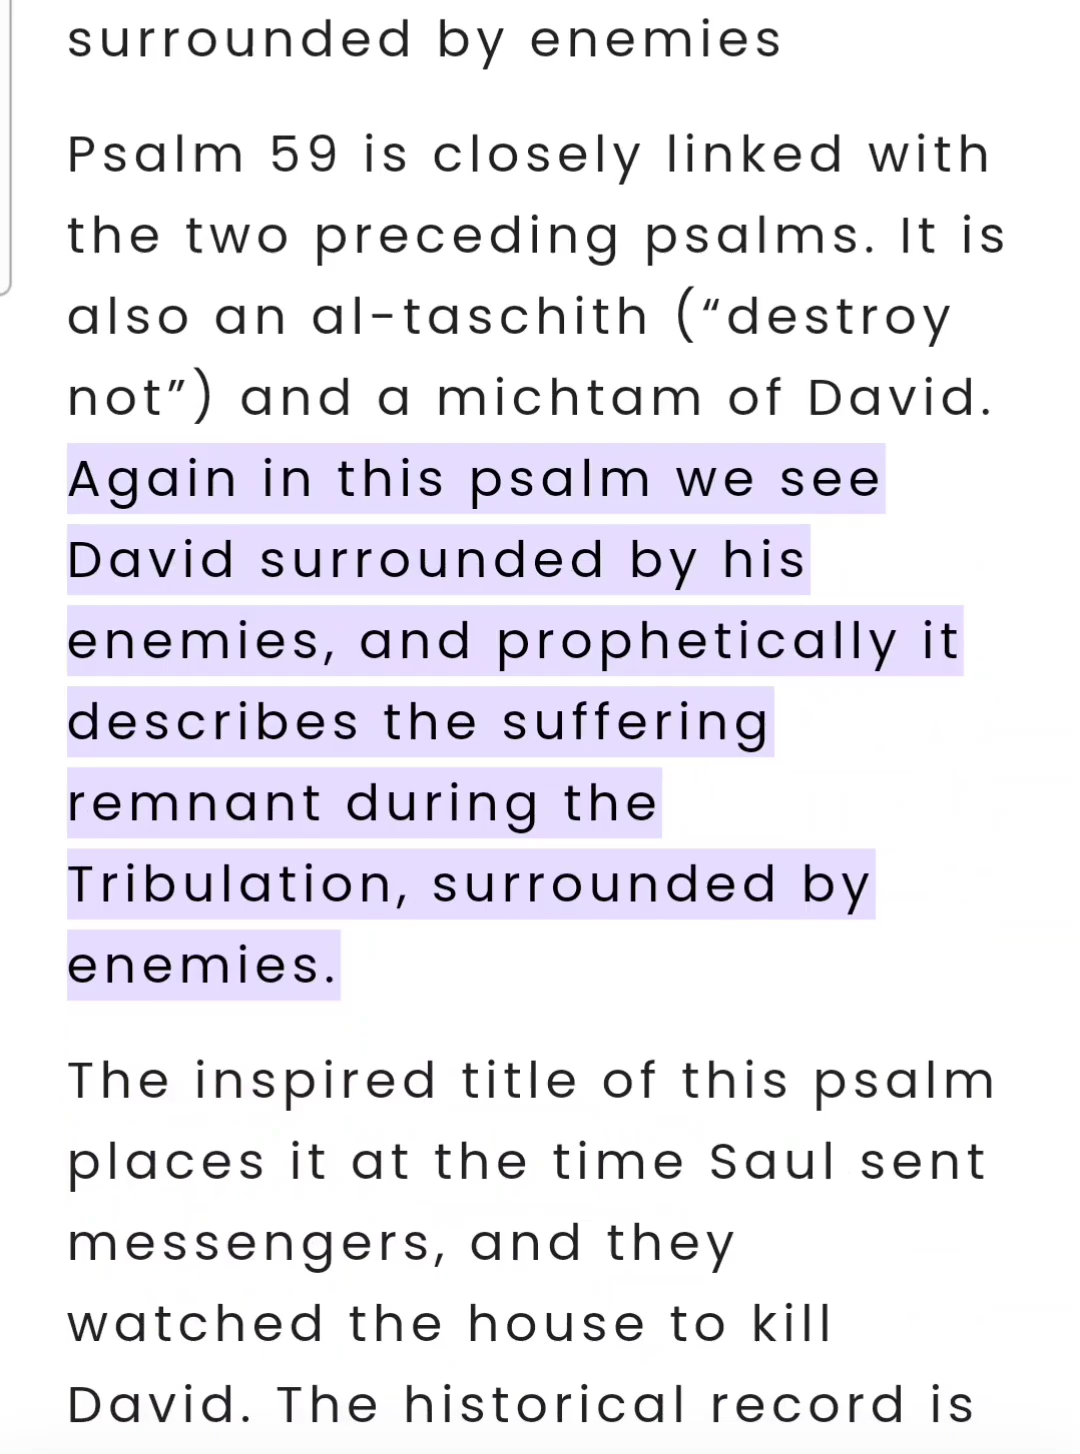 surrounded by enemies
Psalm 59 is closely linked with
the two preceding psalms. It is
also an al-taschith (“destroy
not”) and a michtam of David.
Again in this psalm we see
David surrounded by his
enemies, and prophetically it
describes the suffering
remnant during the
Tribulation, surrounded by
enemies.
The inspired title of this psalm
places it at the time Saul sent
messengers, and they
watched the house to kill
David. The historical record is